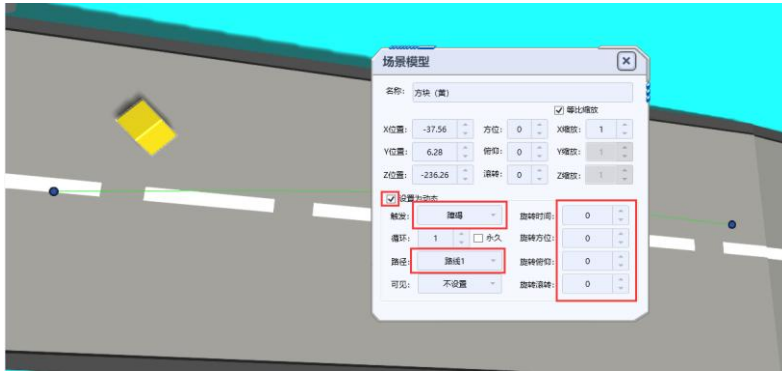 场景模型
名称: 方块（黄）
等比缩放
X位置: -37.56 方位: 0 X缩放: 1
Y位置: 6.28 俯仰: 0 Y缩放: 1
Z位置: -236.26 滚转: 0 Z缩放: 1
设置为动态
触发: 障碍 旋转时间: 0
循环: 1 永久 旋转方位: 0
路径: 路线1 旋转俯仰: 0
可见: 不设置 旋转滚转: 0